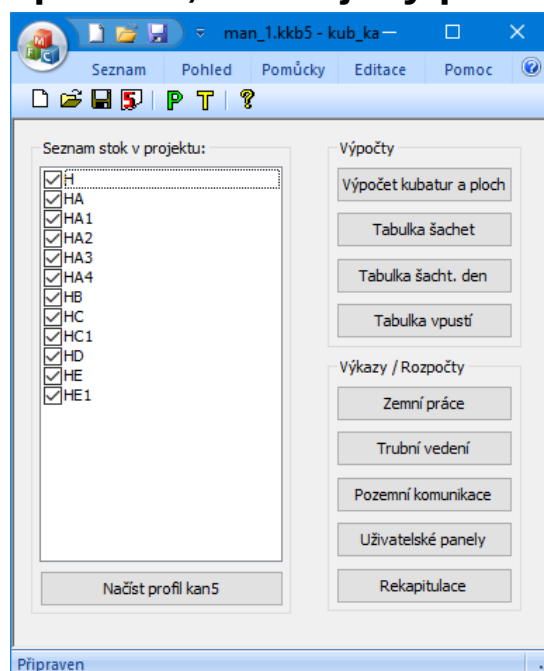 man_1.kkb5 - kub_ka
Seznam Pohled Pomůcky Editace Pomoc
P T
Seznam stok v projektu:
H
HA
HA1
HA2
HA3
HA4
HB
HC
HC1
HD
HE
HE1
Načíst profil kan5
Výpočty
Výpočet kubatur a ploch
Tabulka šachet
Tabulka šacht. den
Tabulka vpustí
Výkazy / Rozpočty
Zemní práce
Trubní vedení
Pozemní komunikace
Uživatelské panely
Rekapitulace
Připraven